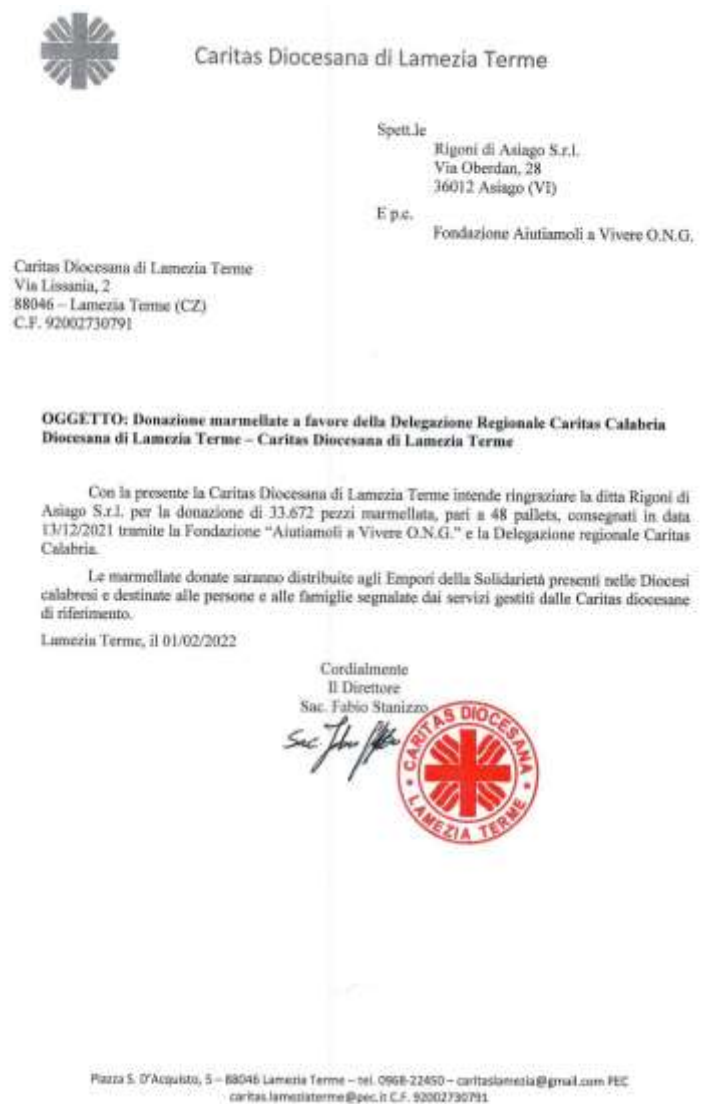 Caritas Diocesana di Lamezia Terme
Spett.le
Rigoni di Asiago S.r.l.
Via Oberdan, 28
36012 Asiago (VI)
E p.c.
Fondazione Aiutiamoli a Vivere O.N.G.
Caritas Diocesana di Lamezia Terme
Via Lissania, 2
88046 – Lamezia Terme (CZ)
C.F. 92002730791
OGGETTO: Donazione marmellate a favore della Delegazione Regionale Caritas Calabria
Diocesana di Lamezia Terme – Caritas Diocesana di Lamezia Terme
Con la presente la Caritas Diocesana di Lamezia Terme intende ringraziare la ditta Rigoni di
Asiago S.r.l. per la donazione di 33.672 pezzi marmellata, pari a 48 pallets, consegnati in data
13/12/2021 tramite la Fondazione “Aiutiamoli a Vivere O.N.G.” e la Delegazione regionale Caritas
Calabria.
Le marmellate donate saranno distribuite agli Empori della Solidarietà presenti nelle Diocesi
calabresi e destinate alle persone e alle famiglie segnalate dai servizi gestiti dalle Caritas diocesane
di riferimento.
Lamezia Terme, il 01/02/2022
Cordialmente
Il Direttore
Sac. Fabio Stanizzo
Sac.
CARITAS DIOCESANA
LAMEZIA TERME
Piazza S. D'Acquisto, 5 – 88046 Lamezia Terme – tel. 0968-22450 – caritaslamezia@gmail.com PEC
caritas.lameziaterme@pec.it C.F. 92002730791